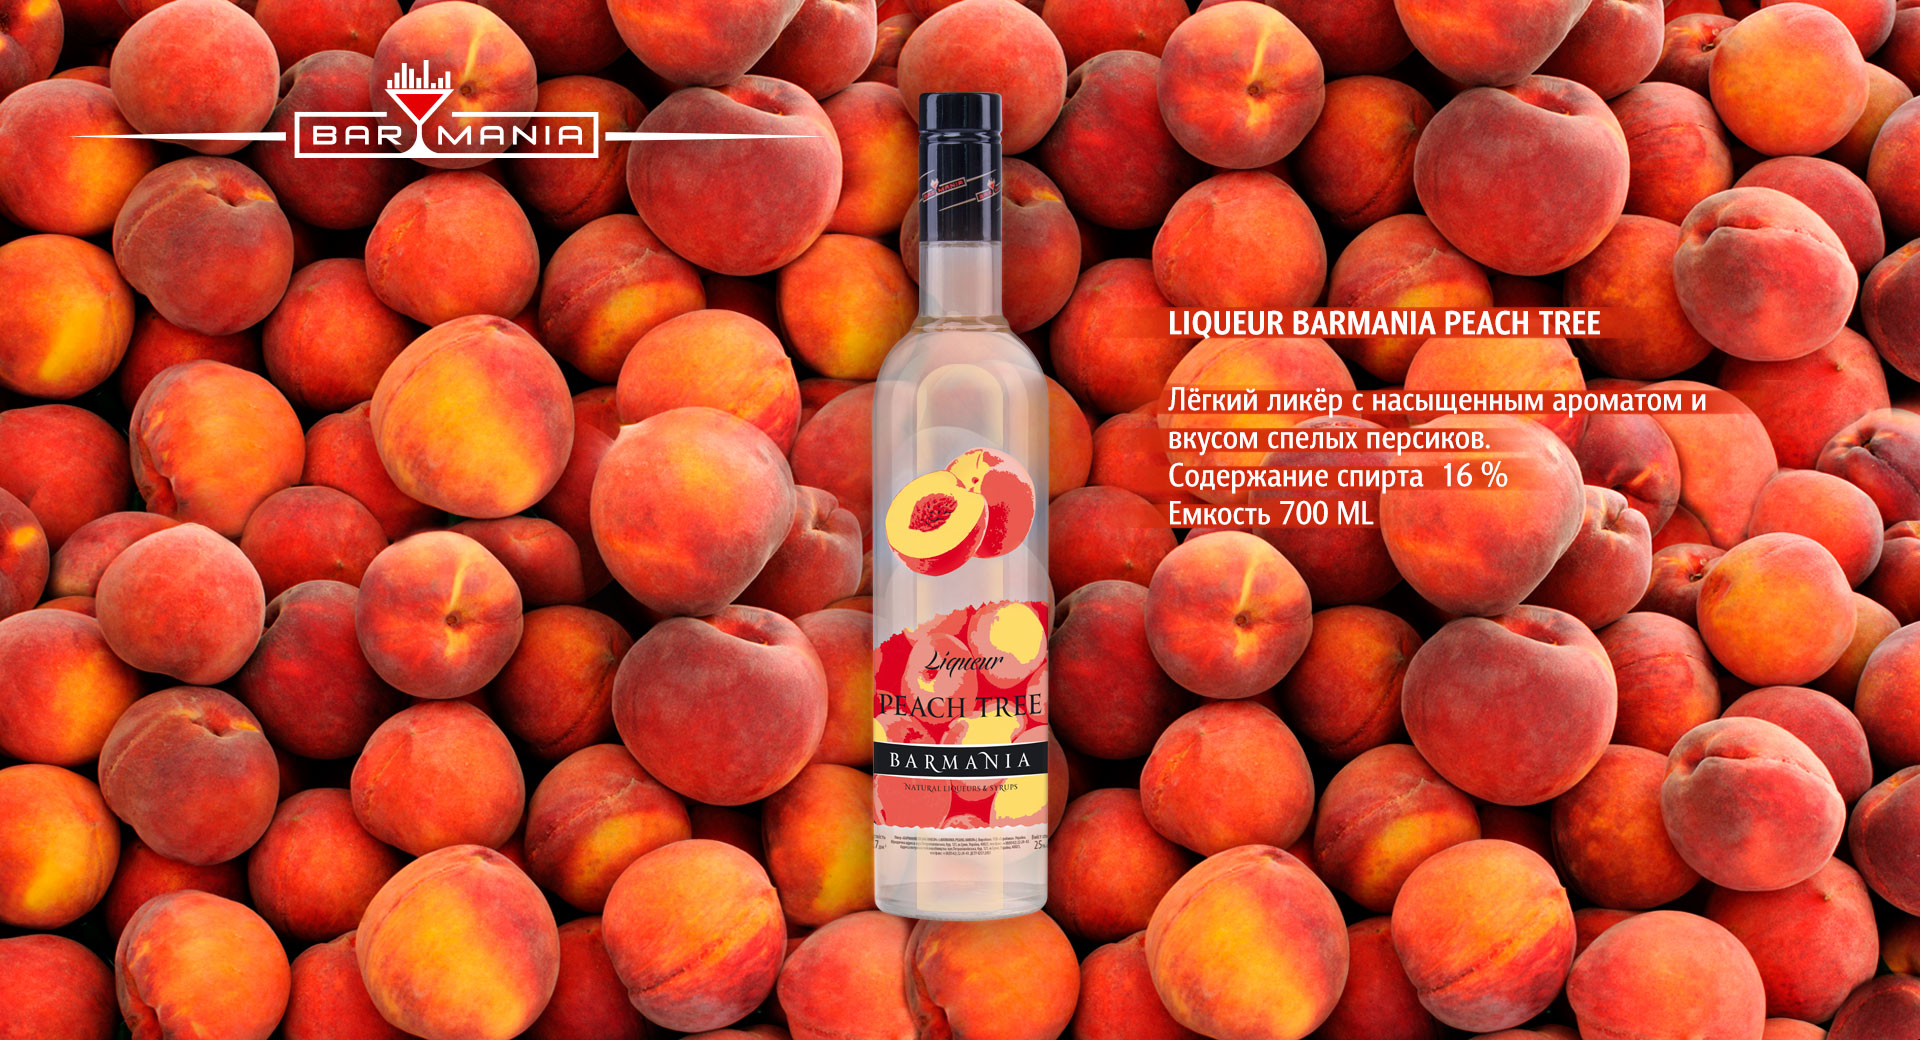 BAR MANIA
LIQUEUR BARMANIA PEACH TREE
Лёгкий ликёр с насыщенным ароматом и
вкусом спелых персиков.
Содержание спирта 16 %
Емкость 700 ML
MANIA
Liqueur
PEACH TREE
BARMANIA
NATURAL LIQUEURS & SYRUPS